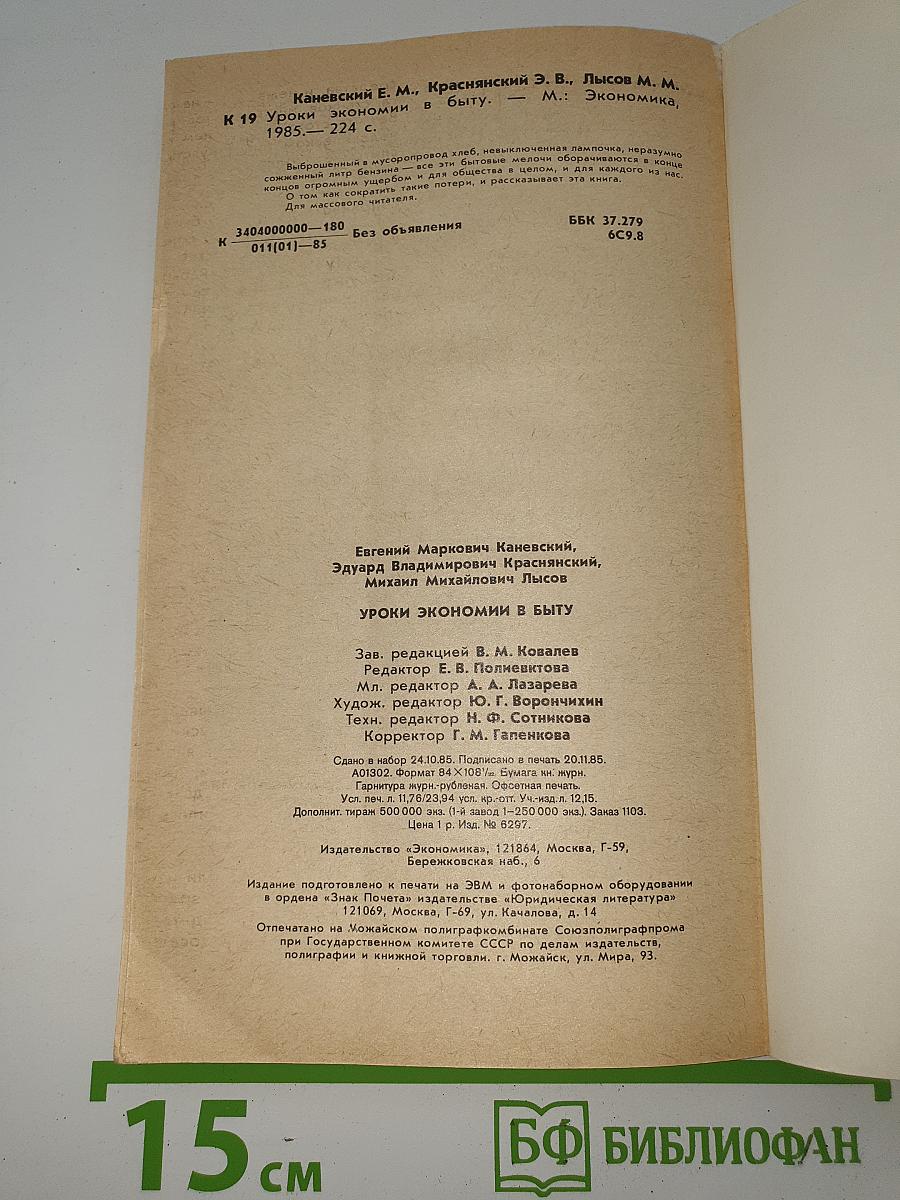 Каневский Е. М., Краснянский Э. В., Лысов М. М.
К 19 Уроки экономии в быту. — М.: Экономика,
1985.— 224 с.
Выброшенный в мусоропровод хлеб, невыключенная лампочка, неразумно
сожженный литр бензина — все эти бытовые мелочи оборачиваются в конце
концов огромным ущербом и для общества в целом, и для каждого из нас.
О том как сократить такие потери, и рассказывает эта книга.
Для массового читателя.
К 3404000000—180
011(01)—85 Без объявления
ББК 37.279
6С9.8
Евгений Маркович Каневский,
Эдуард Владимирович Краснянский,
Михаил Михайлович Лысов
УРОКИ ЭКОНОМИИ В БЫТУ
Зав. редакцией В. М. Ковалев
Редактор Е. В. Полиевктова
Мл. редактор А. А. Лазарева
Худож. редактор Ю. Г. Ворончихин
Техн. редактор Н. Ф. Сотникова
Корректор Г. М. Гапенкова
Сдано в набор 24.10.85. Подписано в печать 20.11.85.
А01302. Формат 84×108¹/₃₂. Бумага кн. журн.
Гарнитура журн.-рубленая. Офсетная печать.
Усл. печ. л. 11,76/23,94 усл. кр.-отт. Уч.-изд. л. 12,15.
Дополнит. тираж 500 000 экз. (1-й завод 1—250 000 экз.). Заказ 1103.
Цена 1 р. Изд. № 6297.
Издательство «Экономика», 121864, Москва, Г-59,
Бережковская наб., 6
Издание подготовлено к печати на ЭВМ и фотонаборном оборудовании
в ордена «Знак Почета» издательстве «Юридическая литература»
121069, Москва, Г-69, ул. Качалова, д. 14
Отпечатано на Можайском полиграфкомбинате Союзполиграфпрома
при Государственном комитете СССР по делам издательств,
полиграфии и книжной торговли. г. Можайск, ул. Мира, 93.
15 см
БФ БИБЛИОФАН